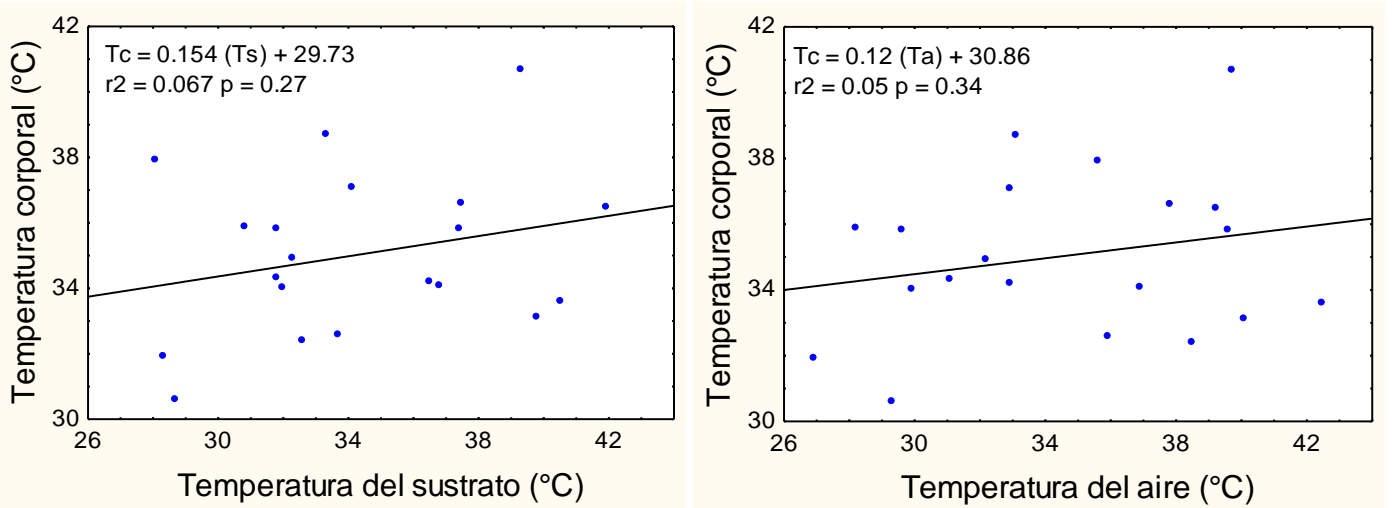 42
38
34
30
Temperatura corporal (°C)
Tc = 0.154 (Ts) + 29.73
r2 = 0.067 p = 0.27
26
30
34
38
42
Temperatura del sustrato (°C)
42
38
34
30
Temperatura corporal (°C)
Tc = 0.12 (Ta) + 30.86
r2 = 0.05 p = 0.34
26
30
34
38
42
Temperatura del aire (°C)